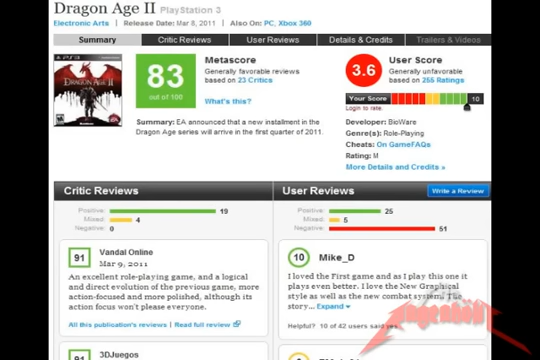 Dragon Age II PlayStation 3
Electronic Arts | Release Date: Mar 8, 2011 | Also On: PC, Xbox 360
Summary
Critic Reviews
User Reviews
Details & Credits
Trailers & Videos
PS3
DRAGON AGE II
83
out of 100
Metascore
Generally favorable reviews
based on 23 Critics
What's this?
3.6
User Score
Generally unfavorable
based on 255 Ratings
Your Score
10
Login to rate
Summary: EA announced that a new installment in the
Dragon Age series will arrive in the first quarter of 2011.
Developer: BioWare
Genre(s): Role-Playing
Cheats: On GameFAQs
Rating: M
More Details and Credits »
Critic Reviews
Positive: 19
Mixed: 4
Negative: 0
91
Vandal Online
Mar 9, 2011
An excellent role-playing game, and a logical
and direct evolution of the previous game, more
action-focused and more polished, although its
action focus won't please everyone.
All this publication's reviews | Read full review
91
3DJuegos
User Reviews
Write a Review
Positive: 25
Mixed: 5
Negative: 51
10
Mike_D
I loved the First game and as I play this one it
plays even better. I love the New Graphical
style as well as the new combat system. The
story... Expand
Helpful? 10 of 42 users said yes